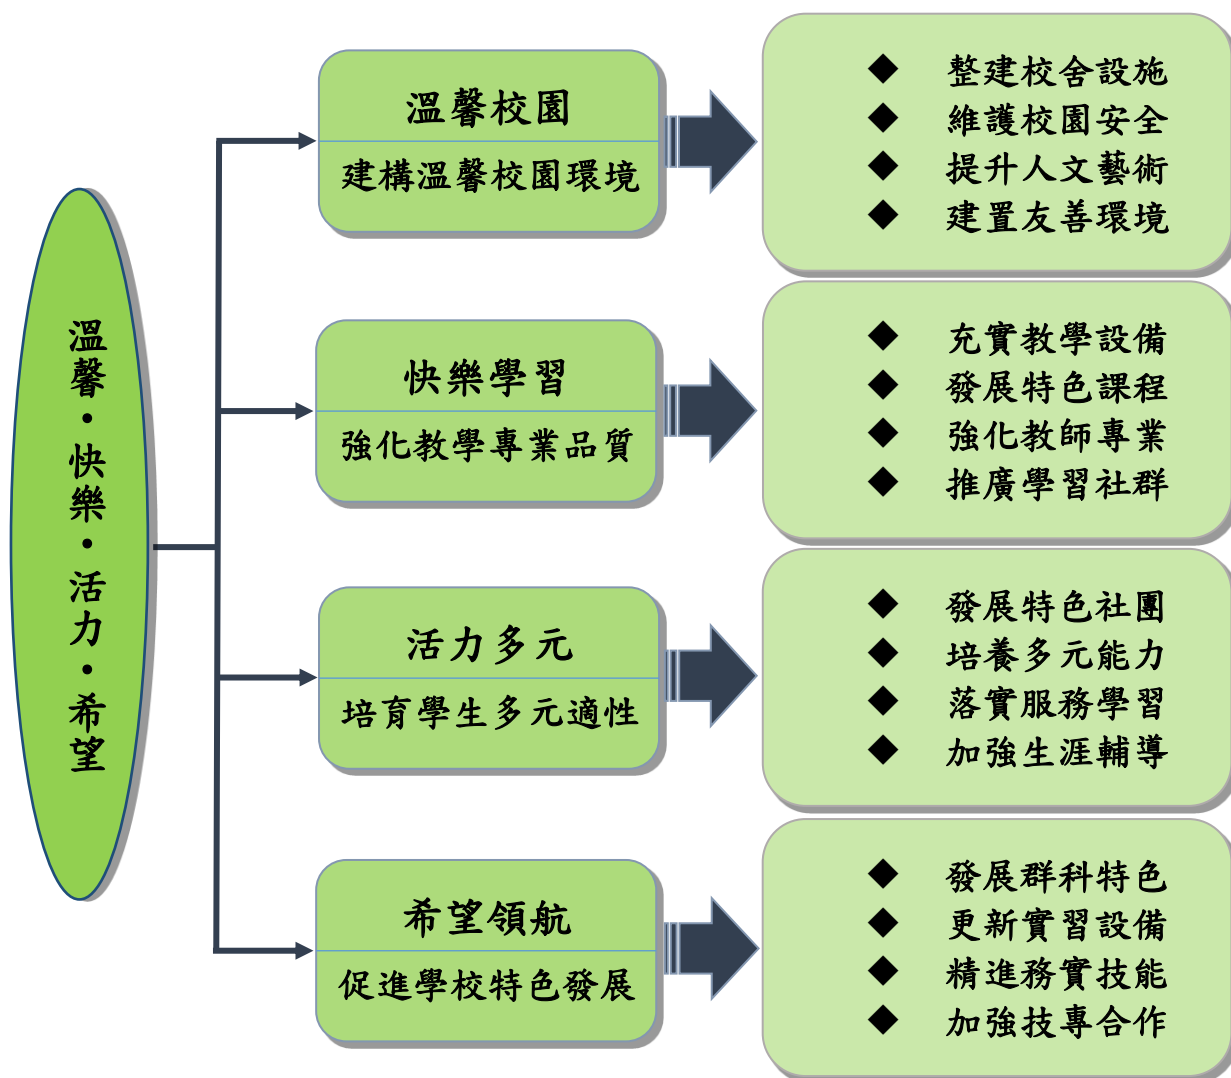 溫馨・快樂・活力・希望
溫馨校園
建構溫馨校園環境
◆ 整建校舍設施
◆ 維護校園安全
◆ 提升人文藝術
◆ 建置友善環境
快樂學習
強化教學專業品質
◆ 充實教學設備
◆ 發展特色課程
◆ 強化教師專業
◆ 推廣學習社群
活力多元
培育學生多元適性
◆ 發展特色社團
◆ 培養多元能力
◆ 落實服務學習
◆ 加強生涯輔導
希望領航
促進學校特色發展
◆ 發展群科特色
◆ 更新實習設備
◆ 精進務實技能
◆ 加強技專合作